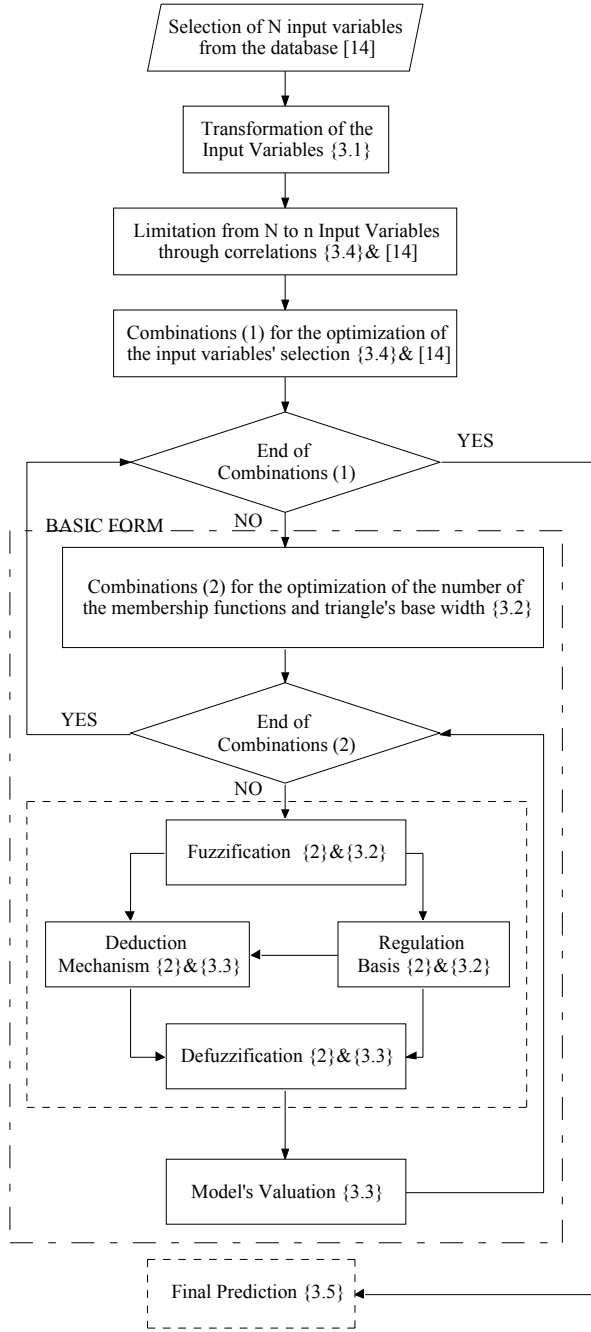 Selection of N input variables
from the database [14]
Transformation of the
Input Variables {3.1}
Limitation from N to n Input Variables
through correlations {3.4}& [14]
Combinations (1) for the optimization of
the input variables' selection {3.4}& [14]
End of
Combinations (1)
YES
NO
BASIC FORM
Combinations (2) for the optimization of the number of
the membership functions and triangle's base width {3.2}
YES
End of
Combinations (2)
NO
Fuzzification {2}&{3.2}
Deduction
Mechanism {2}&{3.3}
Regulation
Basis {2}&{3.2}
Defuzzification {2}&{3.3}
Model's Valuation {3.3}
Final Prediction {3.5}